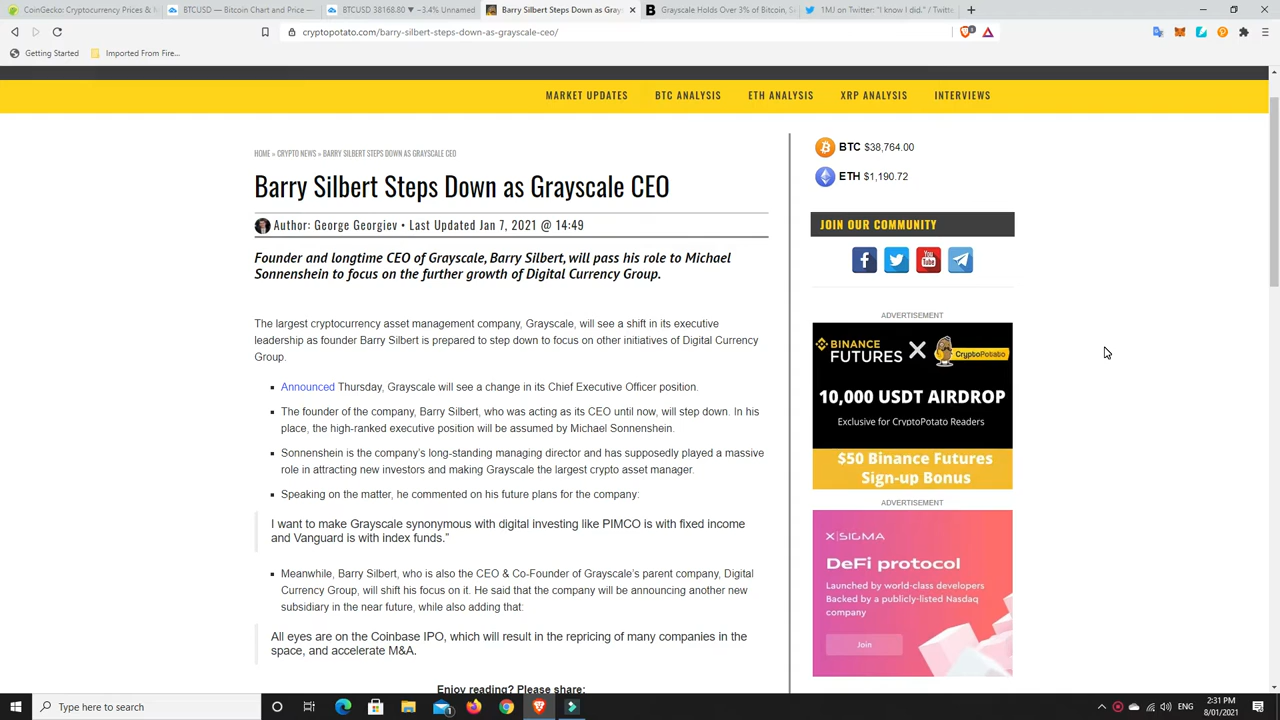 CoinGecko: Cryptocurrency Prices & M
BTCUSD — Bitcoin Chart and Price —
BTCUSD 38168.80 ▼ −3.4% Unnamed
Barry Silbert Steps Down as Gray
Grayscale Holds Over 3% of Bitcoin, 
1MJ on Twitter: "I know I did." / Twitte
cryptopotato.com/barry-silbert-steps-down-as-grayscale-ceo/
Getting Started
Imported From Fire...
MARKET UPDATES
BTC ANALYSIS
ETH ANALYSIS
XRP ANALYSIS
INTERVIEWS
HOME » CRYPTO NEWS » BARRY SILBERT STEPS DOWN AS GRAYSCALE CEO
Barry Silbert Steps Down as Grayscale CEO
Author: George Georgiev • Last Updated Jan 7, 2021 @ 14:49
Founder and longtime CEO of Grayscale, Barry Silbert, will pass his role to Michael
Sonnenshein to focus on the further growth of Digital Currency Group.
The largest cryptocurrency asset management company, Grayscale, will see a shift in its executive
leadership as founder Barry Silbert is prepared to step down to focus on other initiatives of Digital Currency
Group.
▪ Announced Thursday, Grayscale will see a change in its Chief Executive Officer position.
▪ The founder of the company, Barry Silbert, who was acting as its CEO until now, will step down. In his
place, the high-ranked executive position will be assumed by Michael Sonnenshein.
▪ Sonnenshein is the company's long-standing managing director and has supposedly played a massive
role in attracting new investors and making Grayscale the largest crypto asset manager.
▪ Speaking on the matter, he commented on his future plans for the company:
I want to make Grayscale synonymous with digital investing like PIMCO is with fixed income
and Vanguard is with index funds."
▪ Meanwhile, Barry Silbert, who is also the CEO & Co-Founder of Grayscale's parent company, Digital
Currency Group, will shift his focus on it. He said that the company will be announcing another new
subsidiary in the near future, while also adding that:
All eyes are on the Coinbase IPO, which will result in the repricing of many companies in the
space, and accelerate M&A.
Enjoy reading? Please share:
BTC $38,764.00
ETH $1,190.72
JOIN OUR COMMUNITY
You
Tube
ADVERTISEMENT
BINANCE
FUTURES
CryptoPotato
10,000 USDT AIRDROP
Exclusive for CryptoPotato Readers
$50 Binance Futures
Sign-up Bonus
ADVERTISEMENT
X|SIGMA
DeFi protocol
Launched by world-class developers
Backed by a publicly-listed Nasdaq
company
Join
Type here to search
ENG
2:31 PM
8/01/2021